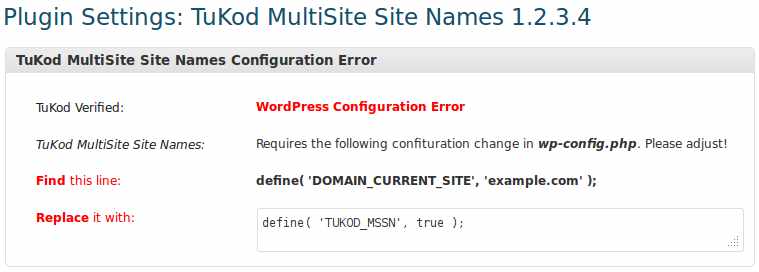 Plugin Settings: TuKod MultiSite Site Names 1.2.3.4
TuKod MultiSite Site Names Configuration Error
TuKod Verified: WordPress Configuration Error
TuKod MultiSite Site Names: Requires the following confituration change in wp-config.php. Please adjust!
Find this line: define( 'DOMAIN_CURRENT_SITE', 'example.com' );
Replace it with: define( 'TUKOD_MSSN', true );